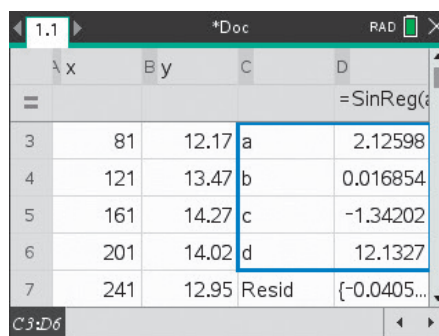 1.1 *Doc RAD
A x B y C D
= =SinReg(a
3 81 12.17 a 2.12598
4 121 13.47 b 0.016854
5 161 14.27 c -1.34202
6 201 14.02 d 12.1327
7 241 12.95 Resid {-0.0405...
C3:D6